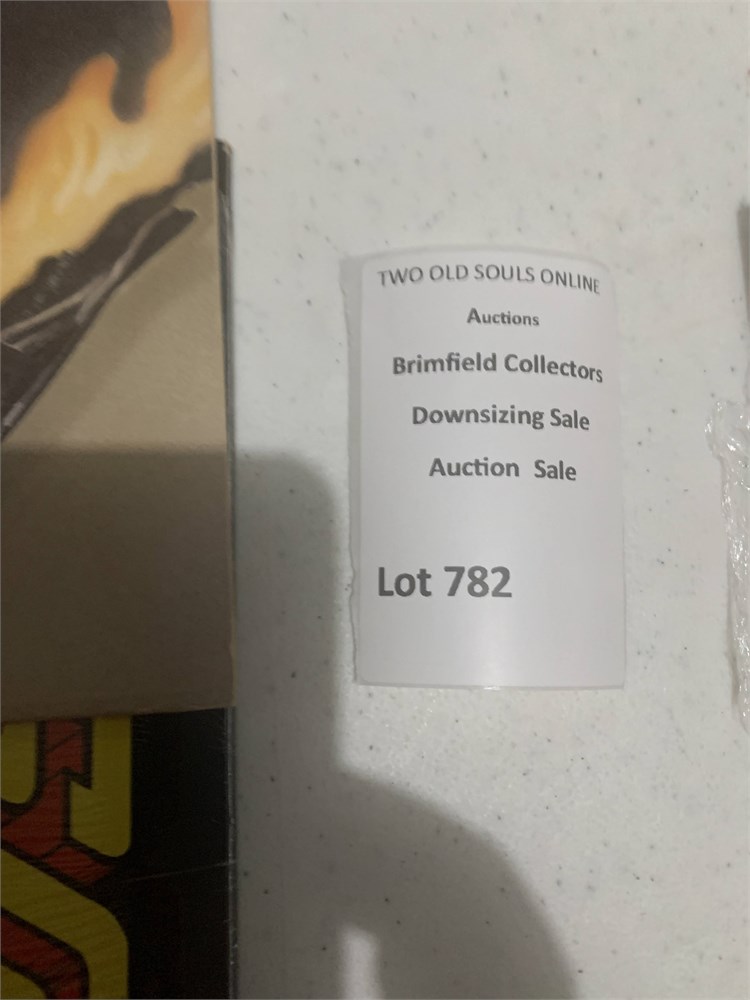 TWO OLD SOULS ONLINE
Auctions
Brimfield Collectors
Downsizing Sale
Auction Sale
Lot 782